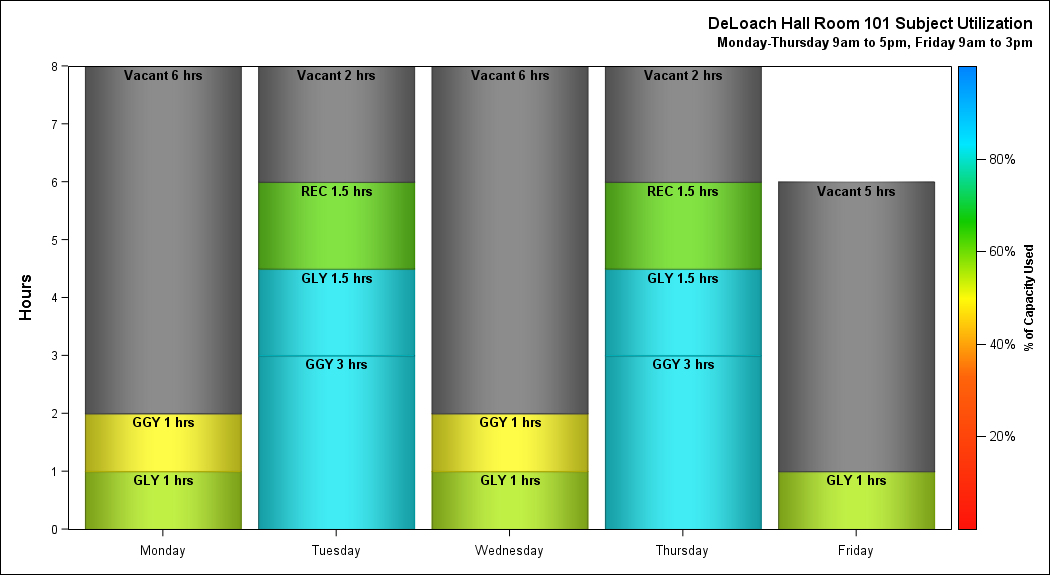 DeLoach Hall Room 101 Subject Utilization
Monday-Thursday 9am to 5pm, Friday 9am to 3pm
8
7
6
5
4
3
2
1
0
Hours
Vacant 6 hrs
GGY 1 hrs
GLY 1 hrs
Vacant 2 hrs
REC 1.5 hrs
GLY 1.5 hrs
GGY 3 hrs
Vacant 6 hrs
GGY 1 hrs
GLY 1 hrs
Vacant 2 hrs
REC 1.5 hrs
GLY 1.5 hrs
GGY 3 hrs
Vacant 5 hrs
GLY 1 hrs
Monday
Tuesday
Wednesday
Thursday
Friday
80%
60%
40%
20%
% of Capacity Used